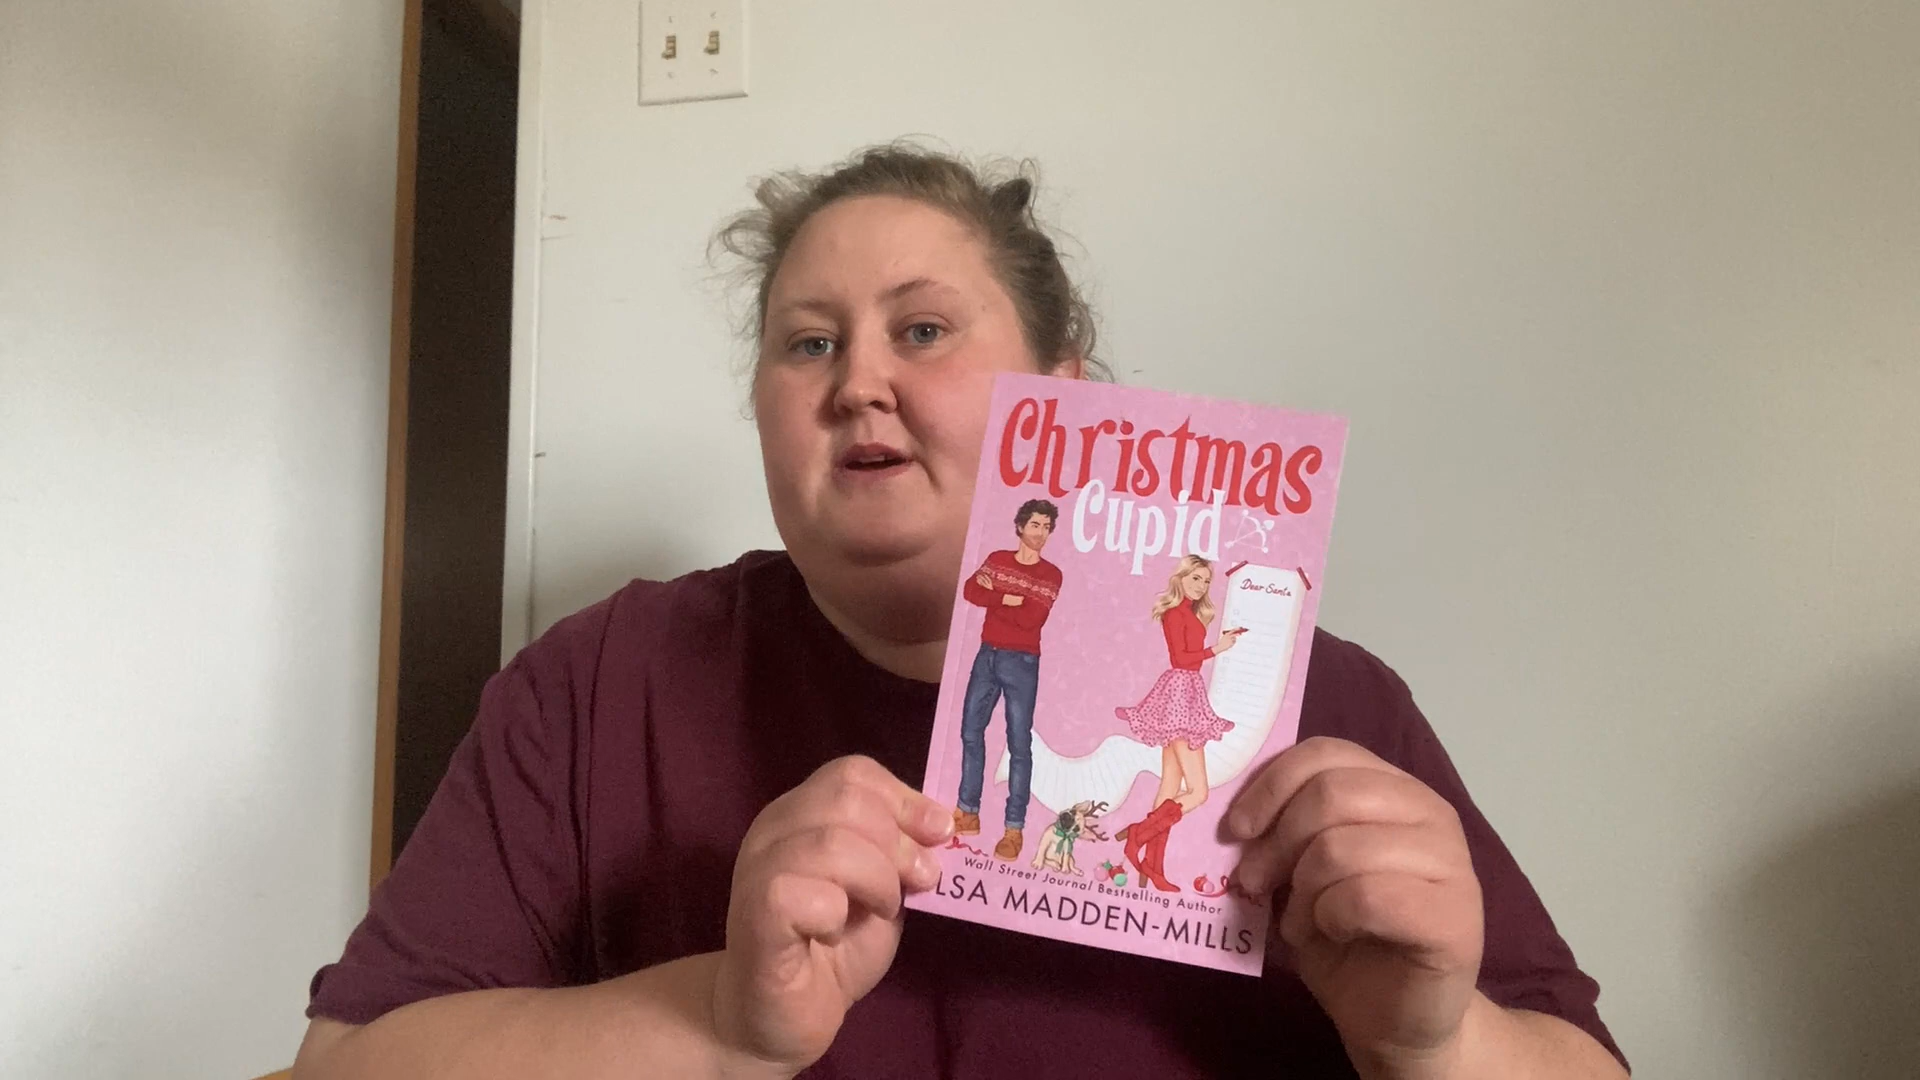 Christmas
Cupid
Dear Santa
Wall Street Journal Bestselling Author
LSA MADDEN-MILLS